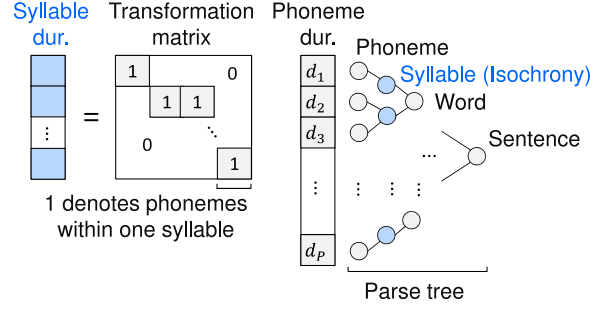 Syllable
dur.
Transformation
matrix
Phoneme
dur.
1
0
1 1
⋮
=
0
⋱
1
1 denotes phonemes
within one syllable
d₁
d₂
d₃
⋮
d_P
Phoneme
Syllable (Isochrony)
Word
Sentence
...
⋮ ⋮ ⋮
Parse tree